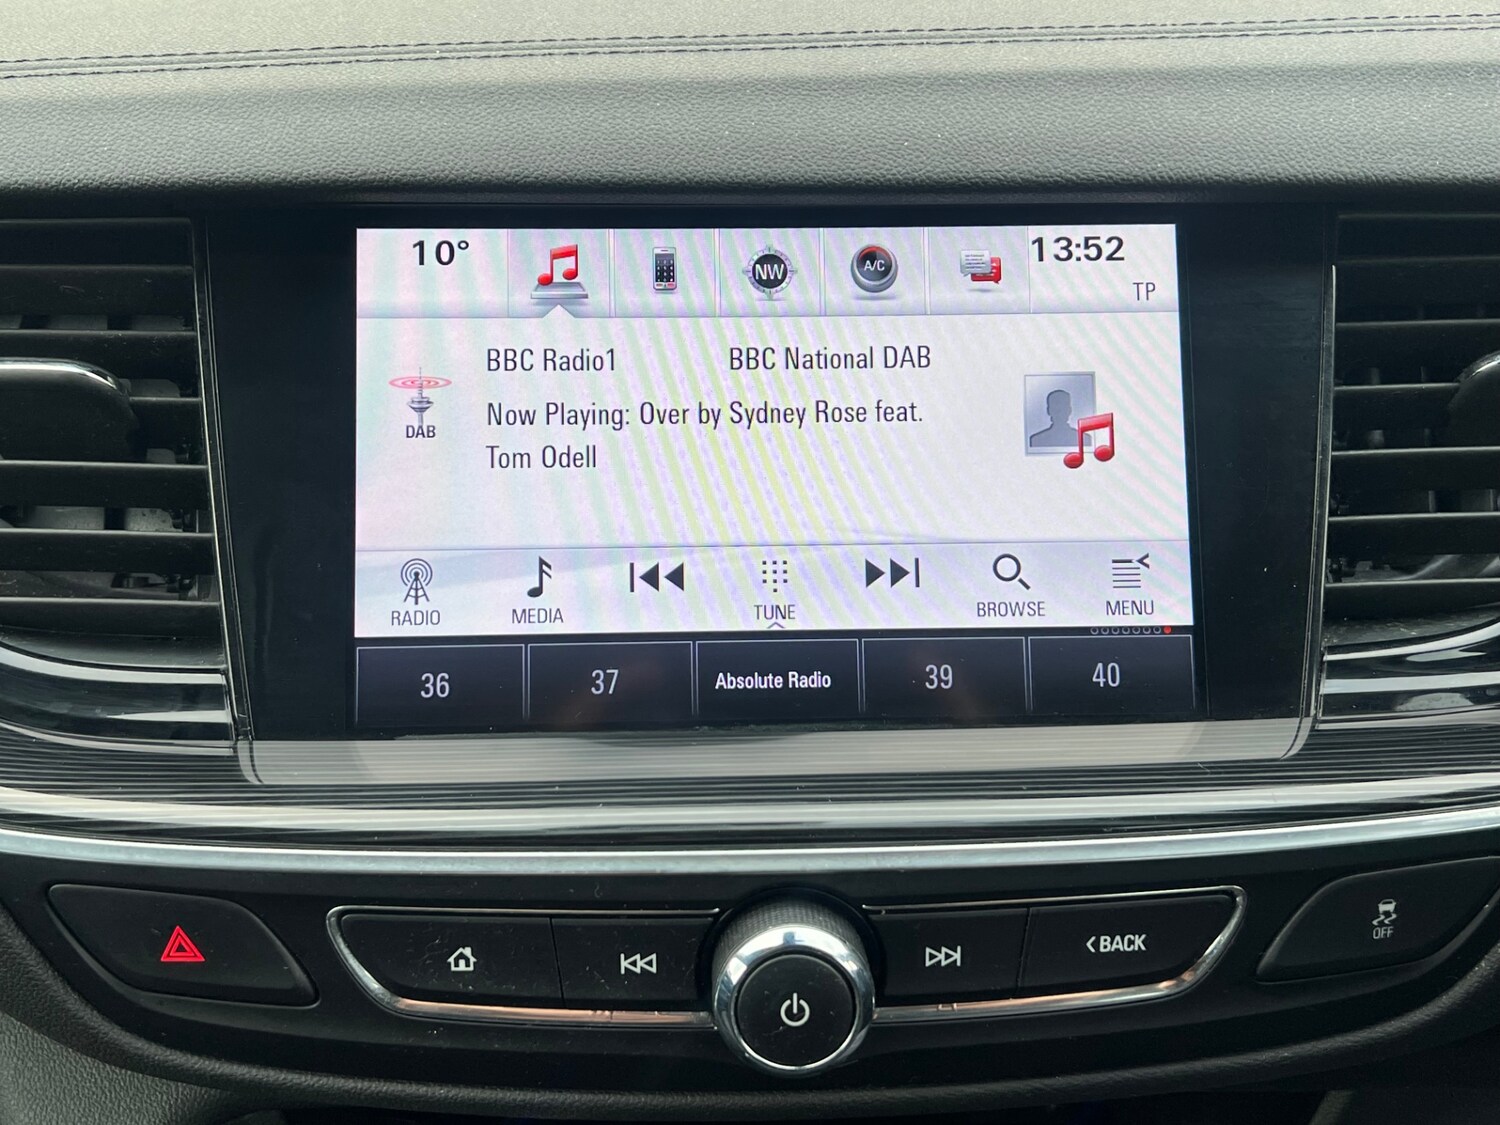 10° NW A/C 13:52
TP
BBC Radio1 BBC National DAB
DAB
Now Playing: Over by Sydney Rose feat.
Tom Odell
RADIO MEDIA TUNE BROWSE MENU
36 37 Absolute Radio 39 40
BACK
OFF